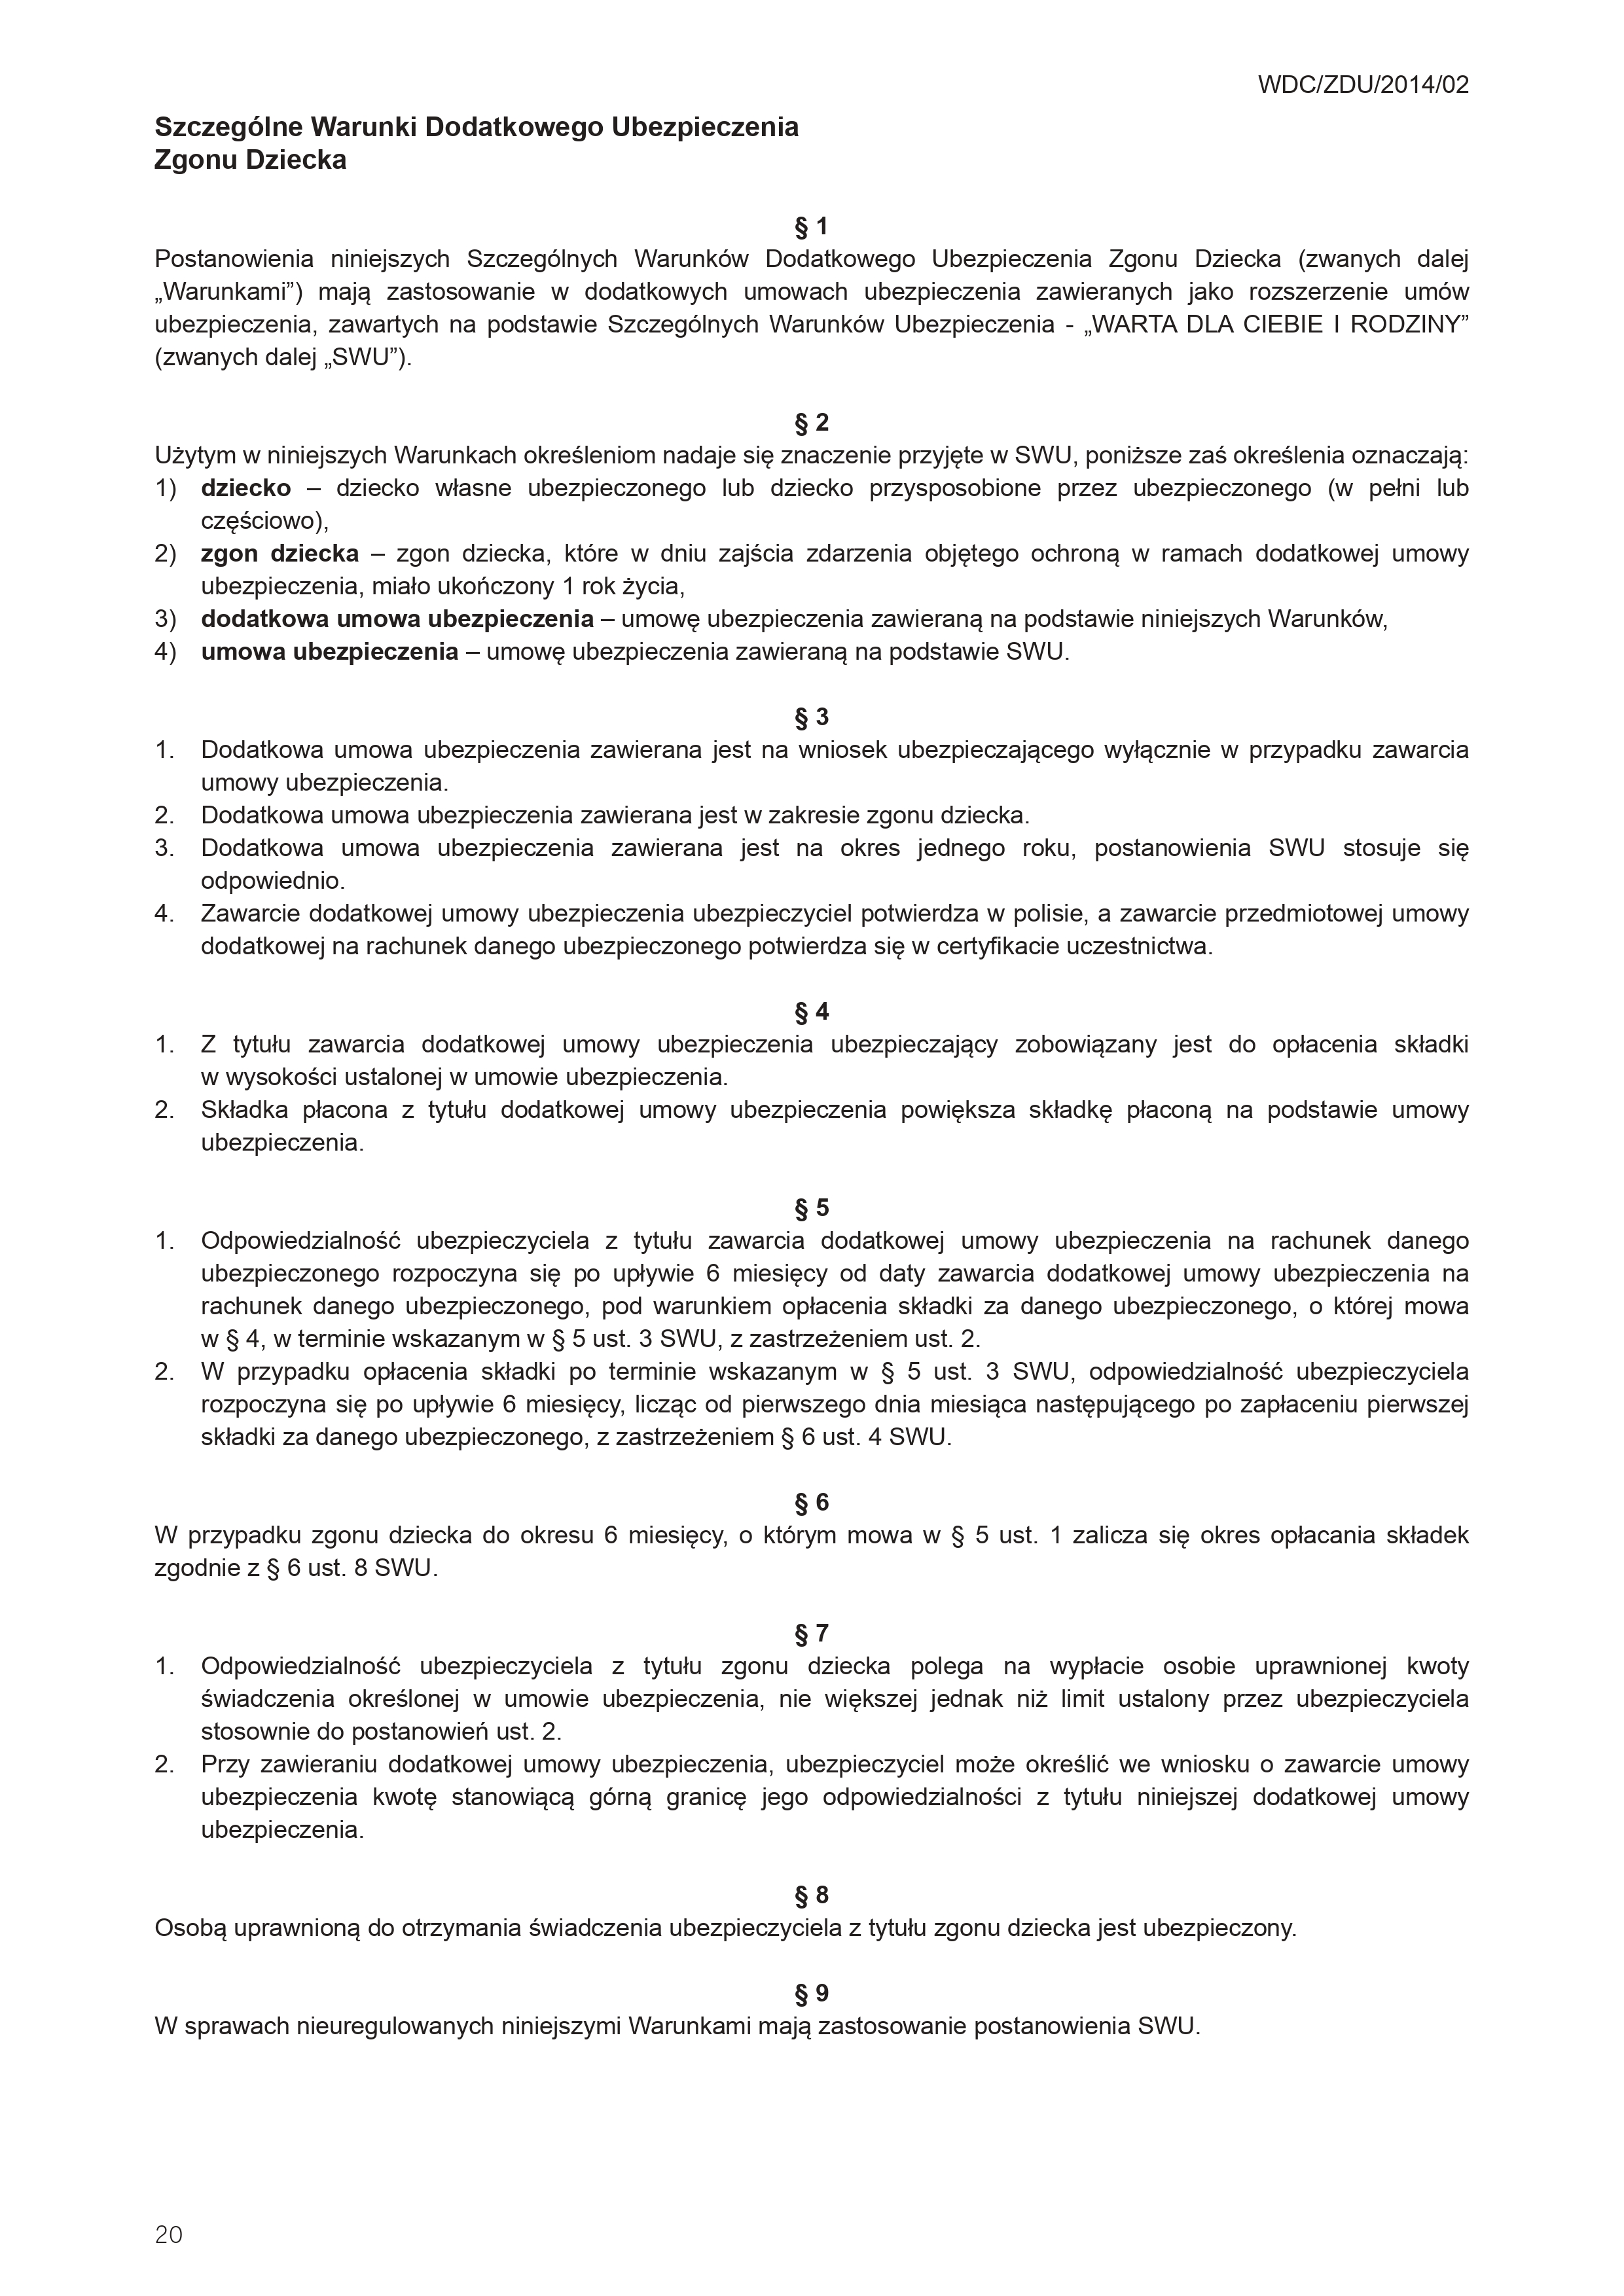 WDC/ZDU/2014/02
Szczególne Warunki Dodatkowego Ubezpieczenia
Zgonu Dziecka
§ 1
Postanowienia niniejszych Szczególnych Warunków Dodatkowego Ubezpieczenia Zgonu Dziecka (zwanych dalej
„Warunkami”) mają zastosowanie w dodatkowych umowach ubezpieczenia zawieranych jako rozszerzenie umów
ubezpieczenia, zawartych na podstawie Szczególnych Warunków Ubezpieczenia - „WARTA DLA CIEBIE I RODZINY”
(zwanych dalej „SWU”).
§ 2
Użytym w niniejszych Warunkach określeniom nadaje się znaczenie przyjęte w SWU, poniższe zaś określenia oznaczają:
1) dziecko – dziecko własne ubezpieczonego lub dziecko przysposobione przez ubezpieczonego (w pełni lub
częściowo),
2) zgon dziecka – zgon dziecka, które w dniu zajścia zdarzenia objętego ochroną w ramach dodatkowej umowy
ubezpieczenia, miało ukończony 1 rok życia,
3) dodatkowa umowa ubezpieczenia – umowę ubezpieczenia zawieraną na podstawie niniejszych Warunków,
4) umowa ubezpieczenia – umowę ubezpieczenia zawieraną na podstawie SWU.
§ 3
1. Dodatkowa umowa ubezpieczenia zawierana jest na wniosek ubezpieczającego wyłącznie w przypadku zawarcia
umowy ubezpieczenia.
2. Dodatkowa umowa ubezpieczenia zawierana jest w zakresie zgonu dziecka.
3. Dodatkowa umowa ubezpieczenia zawierana jest na okres jednego roku, postanowienia SWU stosuje się
odpowiednio.
4. Zawarcie dodatkowej umowy ubezpieczenia ubezpieczyciel potwierdza w polisie, a zawarcie przedmiotowej umowy
dodatkowej na rachunek danego ubezpieczonego potwierdza się w certyfikacie uczestnictwa.
§ 4
1. Z tytułu zawarcia dodatkowej umowy ubezpieczenia ubezpieczający zobowiązany jest do opłacenia składki
w wysokości ustalonej w umowie ubezpieczenia.
2. Składka płacona z tytułu dodatkowej umowy ubezpieczenia powiększa składkę płaconą na podstawie umowy
ubezpieczenia.
§ 5
1. Odpowiedzialność ubezpieczyciela z tytułu zawarcia dodatkowej umowy ubezpieczenia na rachunek danego
ubezpieczonego rozpoczyna się po upływie 6 miesięcy od daty zawarcia dodatkowej umowy ubezpieczenia na
rachunek danego ubezpieczonego, pod warunkiem opłacenia składki za danego ubezpieczonego, o której mowa
w § 4, w terminie wskazanym w § 5 ust. 3 SWU, z zastrzeżeniem ust. 2.
2. W przypadku opłacenia składki po terminie wskazanym w § 5 ust. 3 SWU, odpowiedzialność ubezpieczyciela
rozpoczyna się po upływie 6 miesięcy, licząc od pierwszego dnia miesiąca następującego po zapłaceniu pierwszej
składki za danego ubezpieczonego, z zastrzeżeniem § 6 ust. 4 SWU.
§ 6
W przypadku zgonu dziecka do okresu 6 miesięcy, o którym mowa w § 5 ust. 1 zalicza się okres opłacania składek
zgodnie z § 6 ust. 8 SWU.
§ 7
1. Odpowiedzialność ubezpieczyciela z tytułu zgonu dziecka polega na wypłacie osobie uprawnionej kwoty
świadczenia określonej w umowie ubezpieczenia, nie większej jednak niż limit ustalony przez ubezpieczyciela
stosownie do postanowień ust. 2.
2. Przy zawieraniu dodatkowej umowy ubezpieczenia, ubezpieczyciel może określić we wniosku o zawarcie umowy
ubezpieczenia kwotę stanowiącą górną granicę jego odpowiedzialności z tytułu niniejszej dodatkowej umowy
ubezpieczenia.
§ 8
Osobą uprawnioną do otrzymania świadczenia ubezpieczyciela z tytułu zgonu dziecka jest ubezpieczony.
§ 9
W sprawach nieuregulowanych niniejszymi Warunkami mają zastosowanie postanowienia SWU.
20